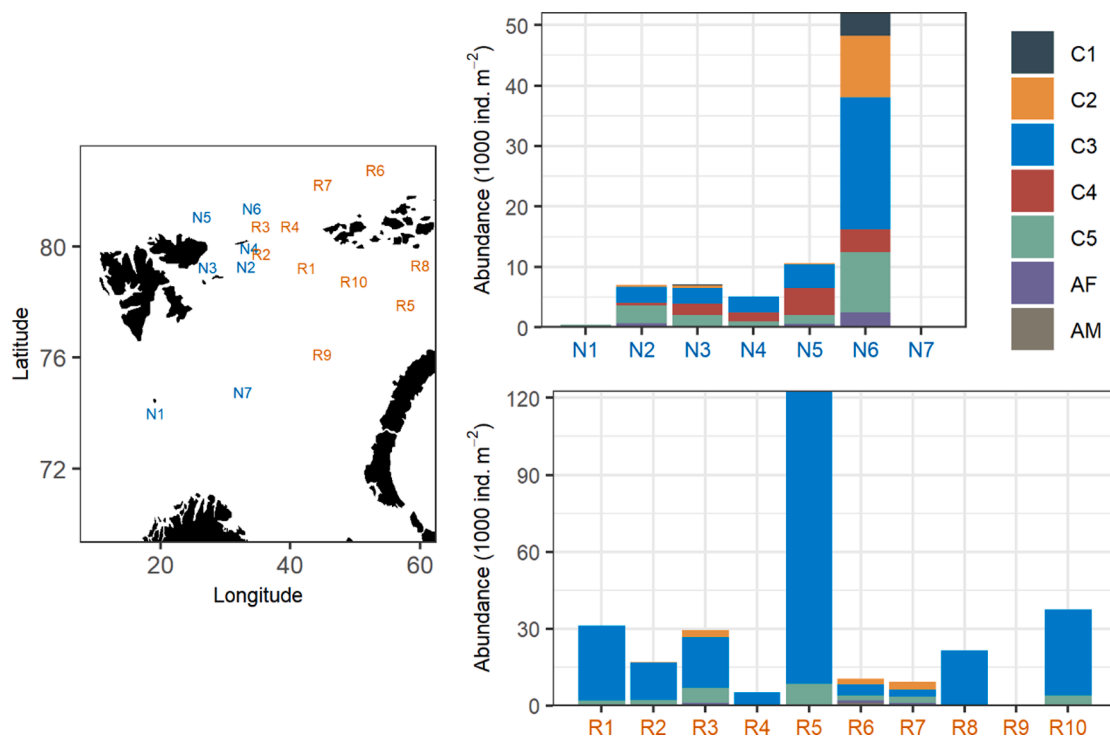 Latitude
80
76
72
20 40 60
Longitude
R6
R7
N6
N5
R3 R4
N4
R2
N3 N2 R1 R8
R10
R5
R9
N7
N1
Abundance (1000 ind. m−2)
50
40
30
20
10
0
N1 N2 N3 N4 N5 N6 N7
C1
C2
C3
C4
C5
AF
AM
Abundance (1000 ind. m−2)
120
90
60
30
0
R1 R2 R3 R4 R5 R6 R7 R8 R9 R10